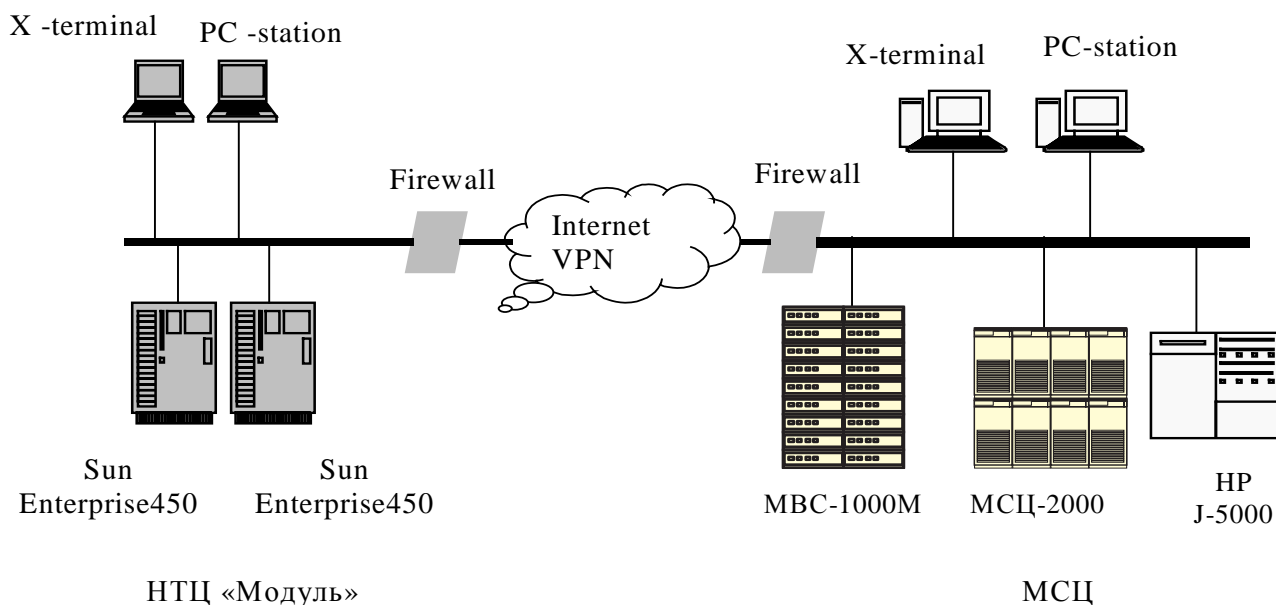 X -terminal
PC -station
X-terminal
PC-station
Firewall
Firewall
Internet
VPN
Sun
Enterprise450
Sun
Enterprise450
МВС-1000М
МСЦ-2000
HP
J-5000
НТЦ «Модуль»
МСЦ